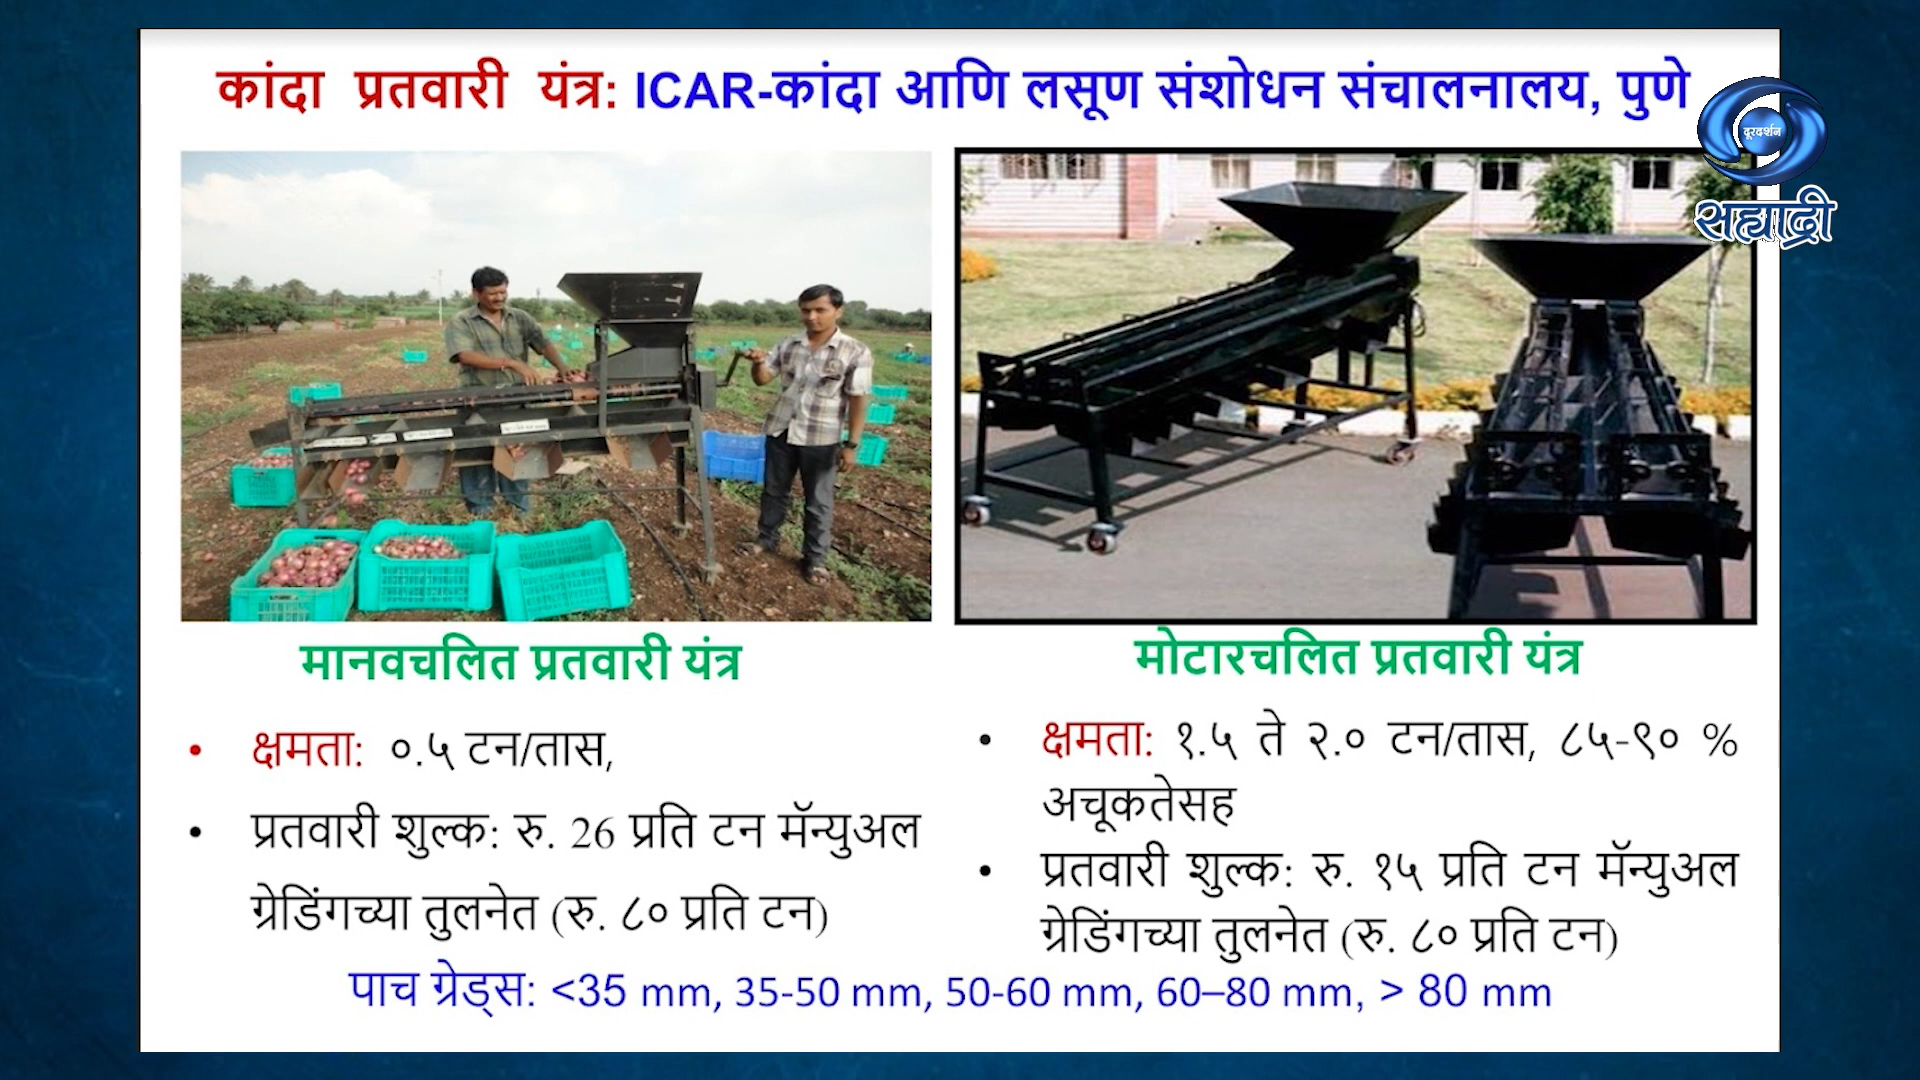 कांदा प्रतवारी यंत्र: ICAR-कांदा आणि लसूण संशोधन संचालनालय, पुणे
दूरदर्शन
सह्याद्री
मानवचलित प्रतवारी यंत्र
• क्षमता: ०.५ टन/तास,
• प्रतवारी शुल्क: रु. 26 प्रति टन मॅन्युअल
ग्रेडिंगच्या तुलनेत (रु. ८० प्रति टन)
मोटारचलित प्रतवारी यंत्र
• क्षमता: १.५ ते २.० टन/तास, ८५-९० %
अचूकतेसह
• प्रतवारी शुल्क: रु. १५ प्रति टन मॅन्युअल
ग्रेडिंगच्या तुलनेत (रु. ८० प्रति टन)
पाच ग्रेड्स: <35 mm, 35-50 mm, 50-60 mm, 60–80 mm, > 80 mm